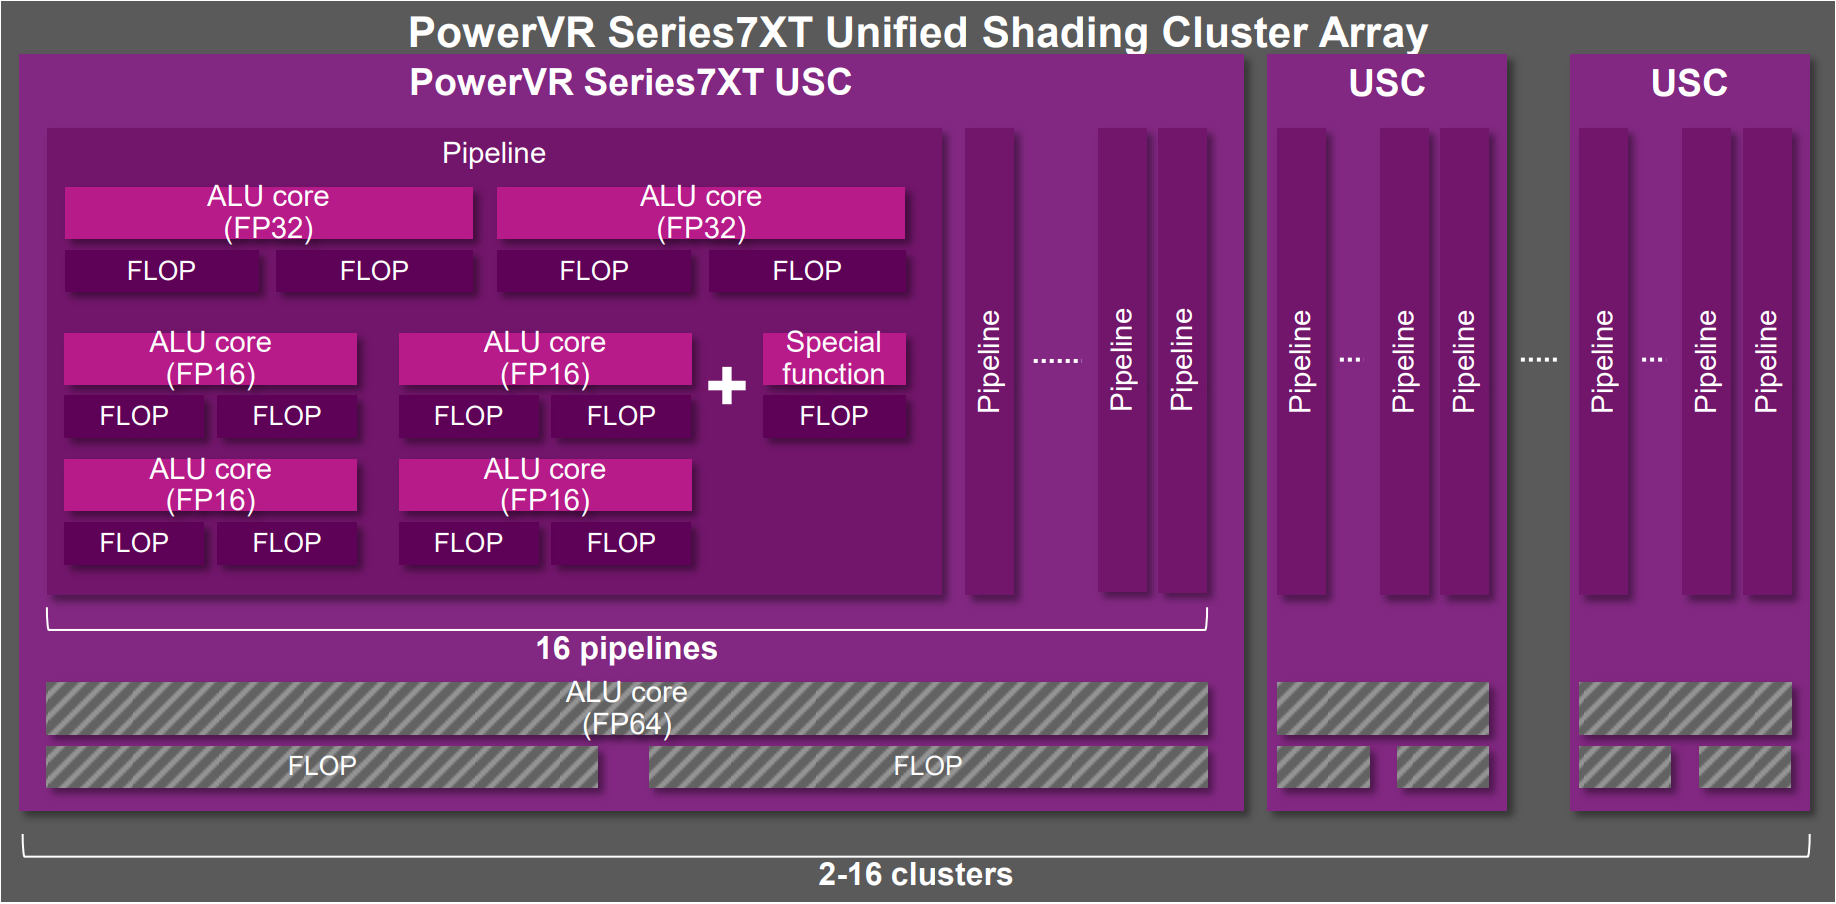 PowerVR Series7XT Unified Shading Cluster Array
PowerVR Series7XT USC
USC
USC
Pipeline
ALU core
(FP32)
ALU core
(FP32)
FLOP
FLOP
FLOP
FLOP
ALU core
(FP16)
ALU core
(FP16)
+
Special
function
FLOP
FLOP
FLOP
FLOP
FLOP
ALU core
(FP16)
ALU core
(FP16)
FLOP
FLOP
FLOP
FLOP
Pipeline
Pipeline
Pipeline
Pipeline
Pipeline
Pipeline
Pipeline
Pipeline
Pipeline
16 pipelines
ALU core
(FP64)
FLOP
FLOP
2-16 clusters